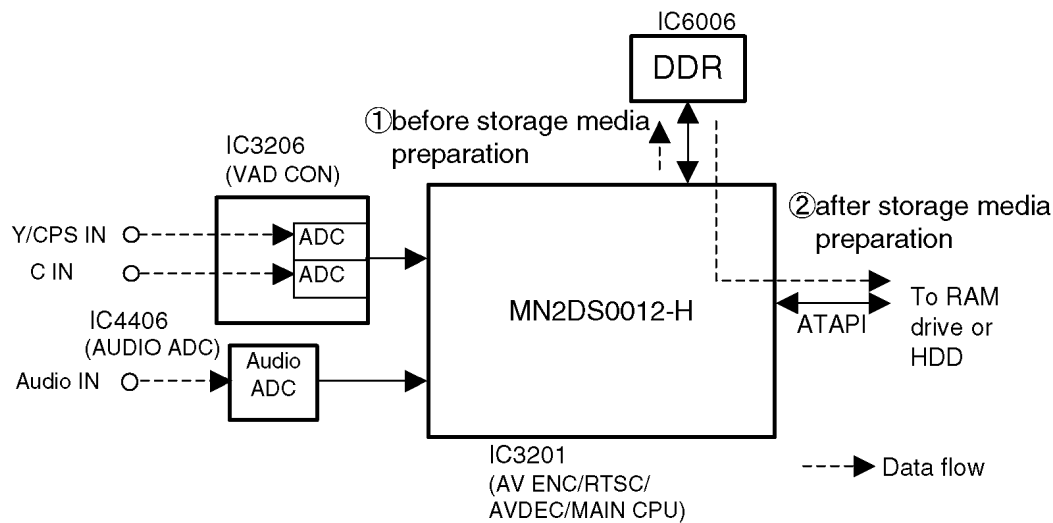 IC6006
DDR
①before storage media
preparation
IC3206
(VAD CON)
②after storage media
preparation
Y/CPS IN
ADC
C IN
ADC
MN2DS0012-H
To RAM
drive or
HDD
ATAPI
IC4406
(AUDIO ADC)
Audio IN
Audio
ADC
IC3201
(AV ENC/RTSC/
AVDEC/MAIN CPU)
Data flow